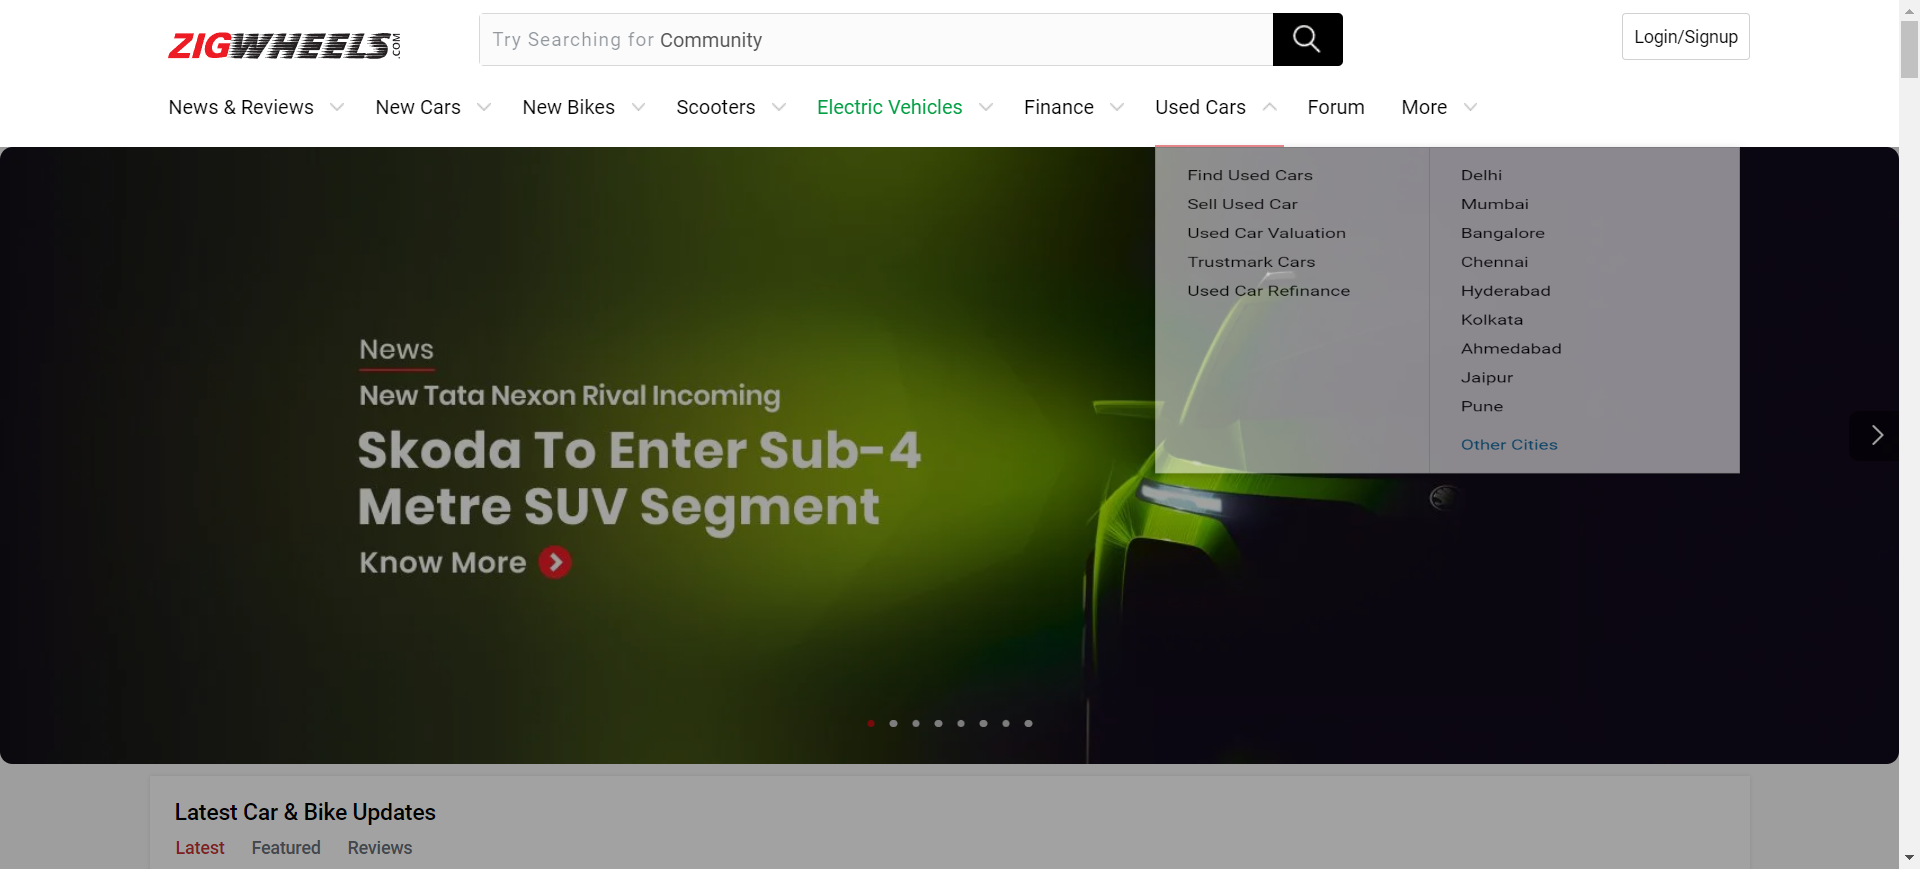 ZIGWHEELS.COM
Try Searching for Community
Login/Signup
News & Reviews
New Cars
New Bikes
Scooters
Electric Vehicles
Finance
Used Cars
Forum
More
Find Used Cars
Sell Used Car
Used Car Valuation
Trustmark Cars
Used Car Refinance
Delhi
Mumbai
Bangalore
Chennai
Hyderabad
Kolkata
Ahmedabad
Jaipur
Pune
Other Cities
News
New Tata Nexon Rival Incoming
Skoda To Enter Sub-4
Metre SUV Segment
Know More
Latest Car & Bike Updates
Latest
Featured
Reviews